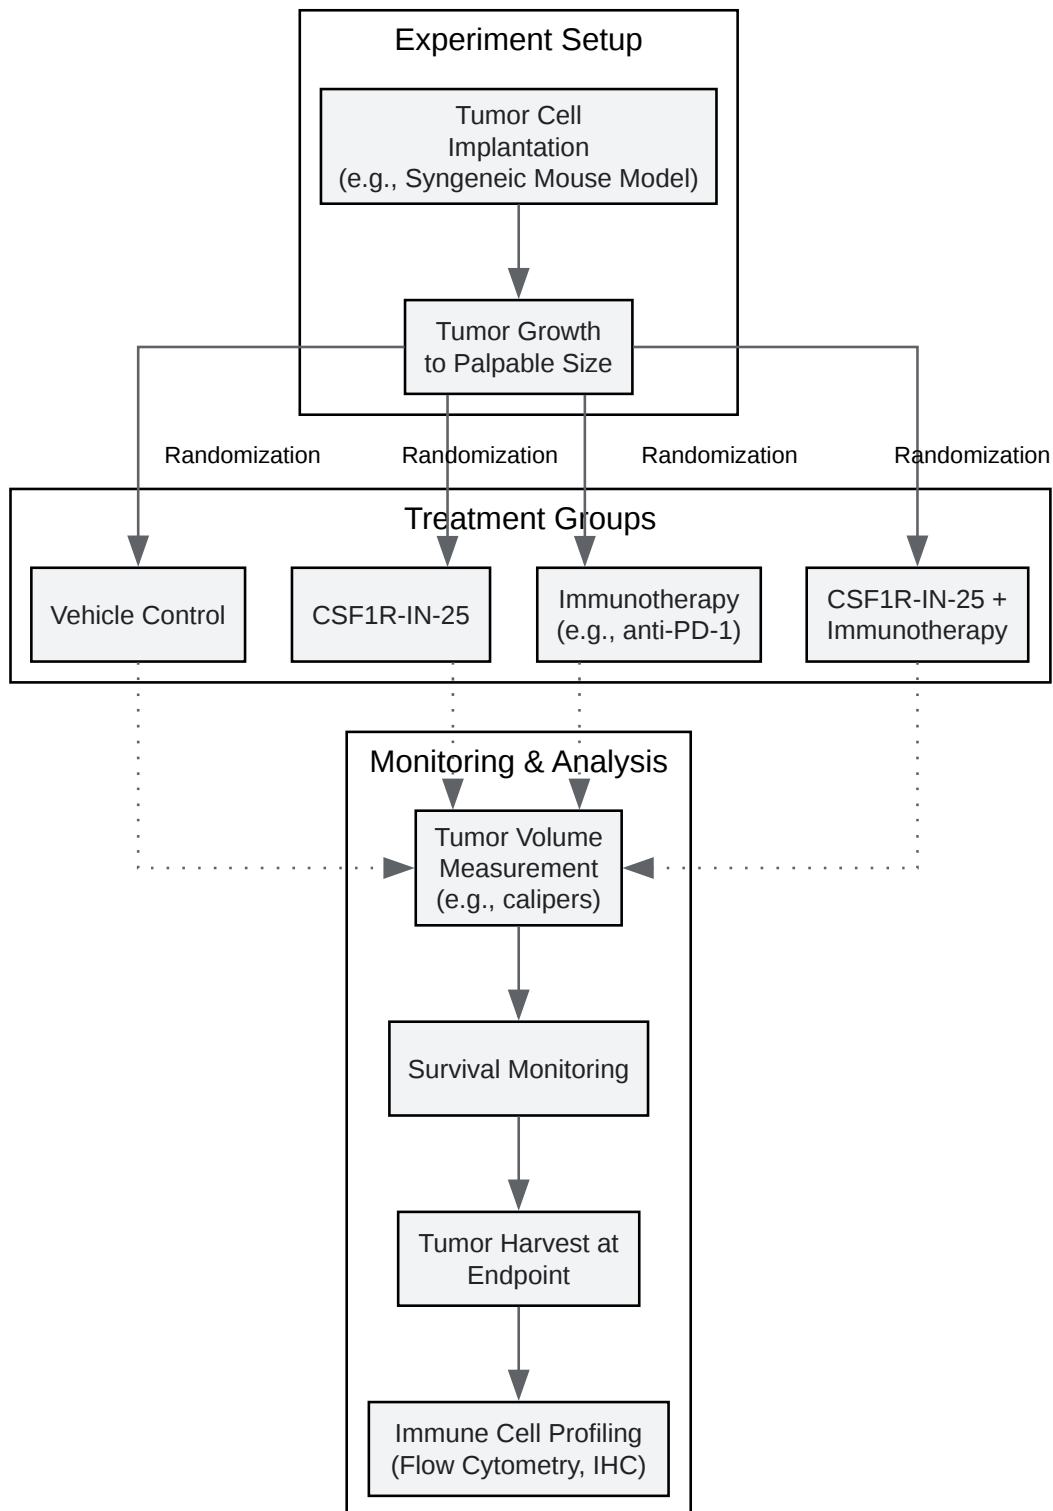 Experiment Setup
Tumor Cell
Implantation
(e.g., Syngeneic Mouse Model)
Tumor Growth
to Palpable Size
Randomization
Randomization
Randomization
Randomization
Treatment Groups
Vehicle Control
CSF1R-IN-25
Immunotherapy
(e.g., anti-PD-1)
CSF1R-IN-25 +
Immunotherapy
Monitoring & Analysis
Tumor Volume
Measurement
(e.g., calipers)
Survival Monitoring
Tumor Harvest at
Endpoint
Immune Cell Profiling
(Flow Cytometry, IHC)